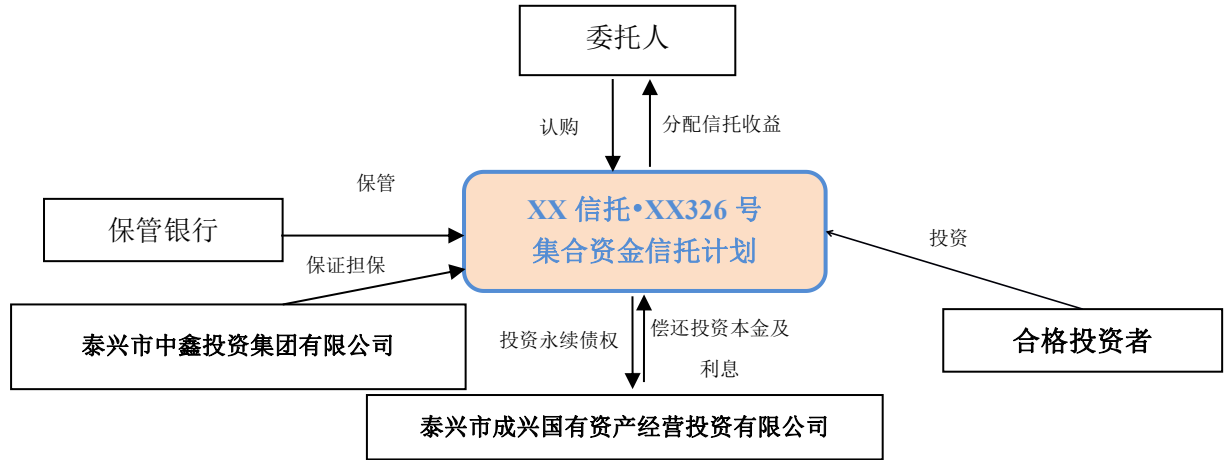 委托人
认购
分配信托收益
保管
XX 信托•XX326 号
集合资金信托计划
保管银行
投资
保证担保
泰兴市中鑫投资集团有限公司
投资永续债权
偿还投资本金及
利息
合格投资者
泰兴市成兴国有资产经营投资有限公司